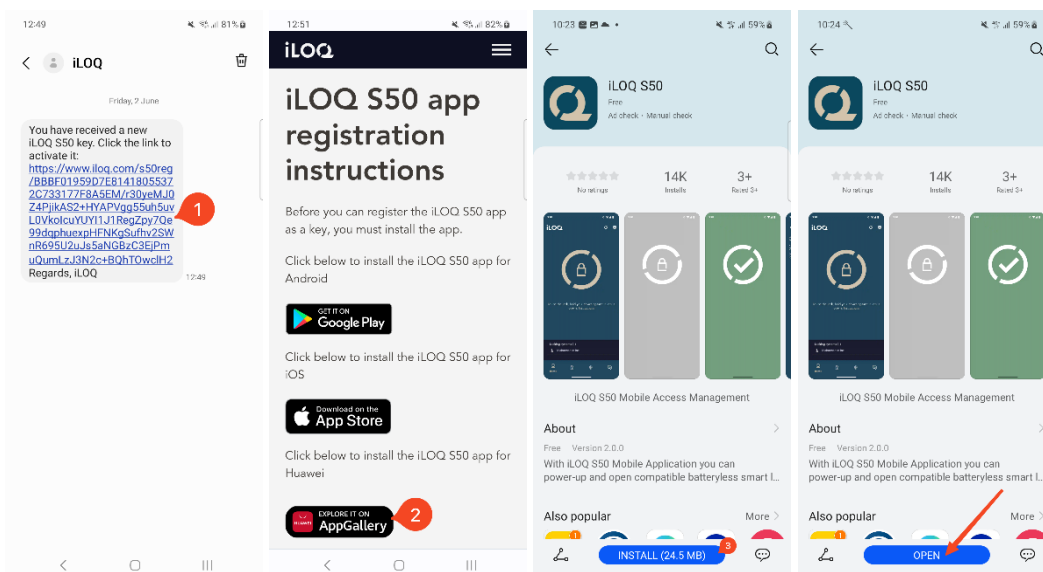 12:49
81%
iLOQ
Friday, 2 June
You have received a new
iLOQ S50 key. Click the link to
activate it:
https://www.iloq.com/s50reg
/BBBF01959D7E8141805537
2C733177F8A5EM/r30yeMJ0
Z4PjikAS2+HYAPVgg55uh5uv
L0VkoIcuYUYI1J1RegZpy7Qe
99dqphuexpHFNKgSufhv2SW
nR695U2uJs5aNGBzC3EjPm
uQumLzJ3N2c+BQhTOwclH2
Regards, iLOQ
12:49
1
12:51
82%
iLOQ
iLOQ S50 app
registration
instructions
Before you can register the iLOQ S50 app
as a key, you must install the app.
Click below to install the iLOQ S50 app for
Android
GET IT ON
Google Play
Click below to install the iLOQ S50 app for
iOS
Download on the
App Store
Click below to install the iLOQ S50 app for
Huawei
HUAWEI
EXPLORE IT ON
AppGallery
2
10:23
59%
iLOQ S50
Free
Ad check · Manual check
No ratings
14K
Installs
3+
Rated 3+
iLOQ
iLOQ S50 Mobile Access Management
About
Free Version 2.0.0
With iLOQ S50 Mobile Application you can
power-up and open compatible batteryless smart l...
Also popular
More
1
INSTALL (24.5 MB)
3
10:24
59%
iLOQ S50
Free
Ad check · Manual check
No ratings
14K
Installs
3+
Rated 3+
iLOQ
iLOQ S50 Mobile Access Management
About
Free Version 2.0.0
With iLOQ S50 Mobile Application you can
power-up and open compatible batteryless smart l...
Also popular
More
1
OPEN